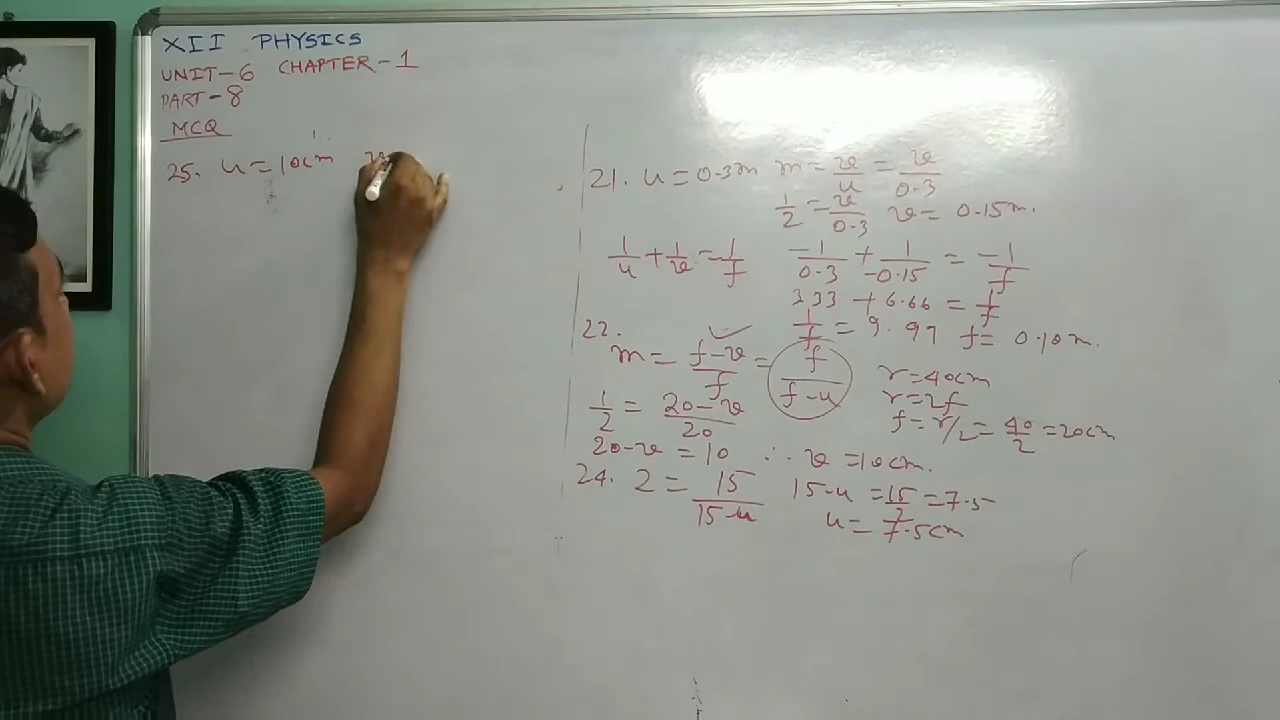 XII PHYSICS
UNIT-6 CHAPTER-1
PART-8
MCQ
25. u = 10cm
21. u = 0.3m m = v/u = v/0.3
1/2 = v/0.3 v = 0.15m.
1/u + 1/v = 1/f -1/0.3 + 1/-0.15 = -1/f
333 + 6.66 = 1/f
1/f = 9.97 f = 0.10m.
22.
m = f-v/f = f/f-u
r = 40cm
r = 2f
f = r/2 = 40/2 = 20cm
1/2 = 20-v/20
20-v = 10 ∴ v = 10cm.
24. 2 = 15/15-u 15-u = 15/2 = 7.5
u = 7.5cm